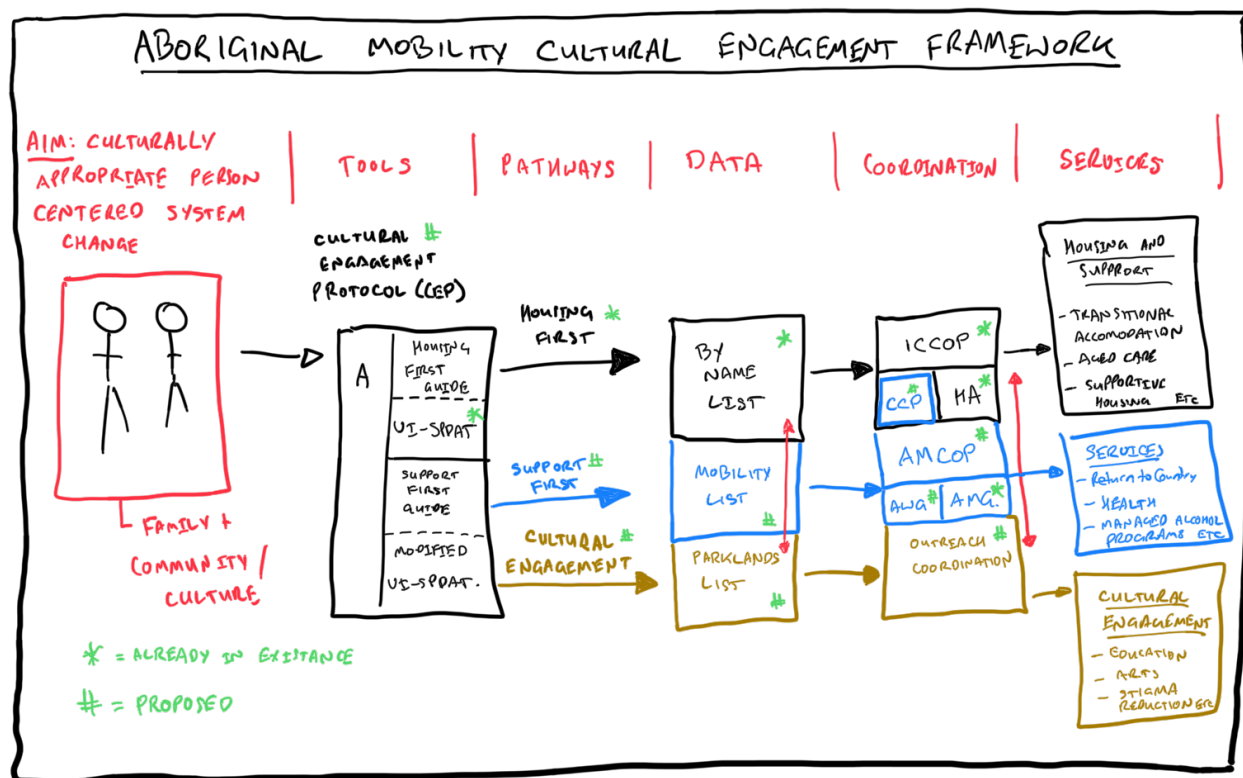 ABORIGINAL MOBILITY CULTURAL ENGAGEMENT FRAMEWORK
AIM: CULTURALLY
APPROPRIATE PERSON
CENTERED SYSTEM
CHANGE
TOOLS
PATHWAYS
DATA
COORDINATION
SERVICES
FAMILY +
COMMUNITY /
CULTURE
* = ALREADY IN EXISTANCE
# = PROPOSED
CULTURAL #
ENGAGEMENT
PROTOCOL (CEP)
A
HOUSING
FIRST
GUIDE
VI-SPDAT *
SUPPORT
FIRST
GUIDE
MODIFIED
VI-SPDAT.
HOUSING *
FIRST
SUPPORT #
FIRST
CULTURAL #
ENGAGEMENT
BY *
NAME
LIST
MOBILITY
LIST
#
PARKLANDS
LIST
#
ICCOP *
CCP #
HA *
AMCOP #
AWG #
AMG. *
OUTREACH #
COORDINATION
HOUSING AND
SUPPORT
- TRANSITIONAL
ACCOMODATION
- AGED CARE
- SUPPORTIVE
HOUSING ETC
SERVICES
- Return to Country
- HEALTH
- MANAGED ALCOHOL
PROGRAMS ETC
CULTURAL
ENGAGEMENT
- EDUCATION
- ARTS
- STIGMA
REDUCTION ETC